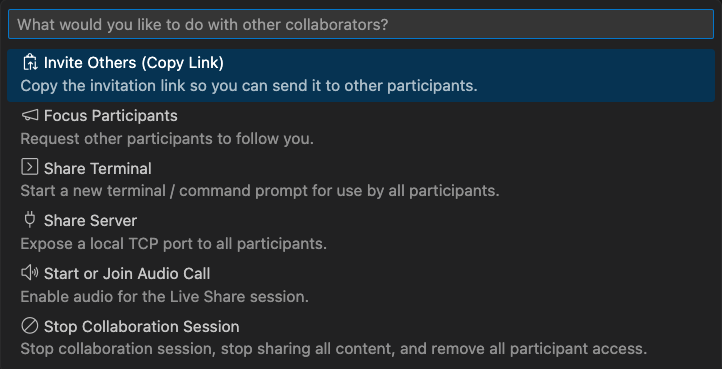 What would you like to do with other collaborators?
Invite Others (Copy Link)
Copy the invitation link so you can send it to other participants.
Focus Participants
Request other participants to follow you.
Share Terminal
Start a new terminal / command prompt for use by all participants.
Share Server
Expose a local TCP port to all participants.
Start or Join Audio Call
Enable audio for the Live Share session.
Stop Collaboration Session
Stop collaboration session, stop sharing all content, and remove all participant access.